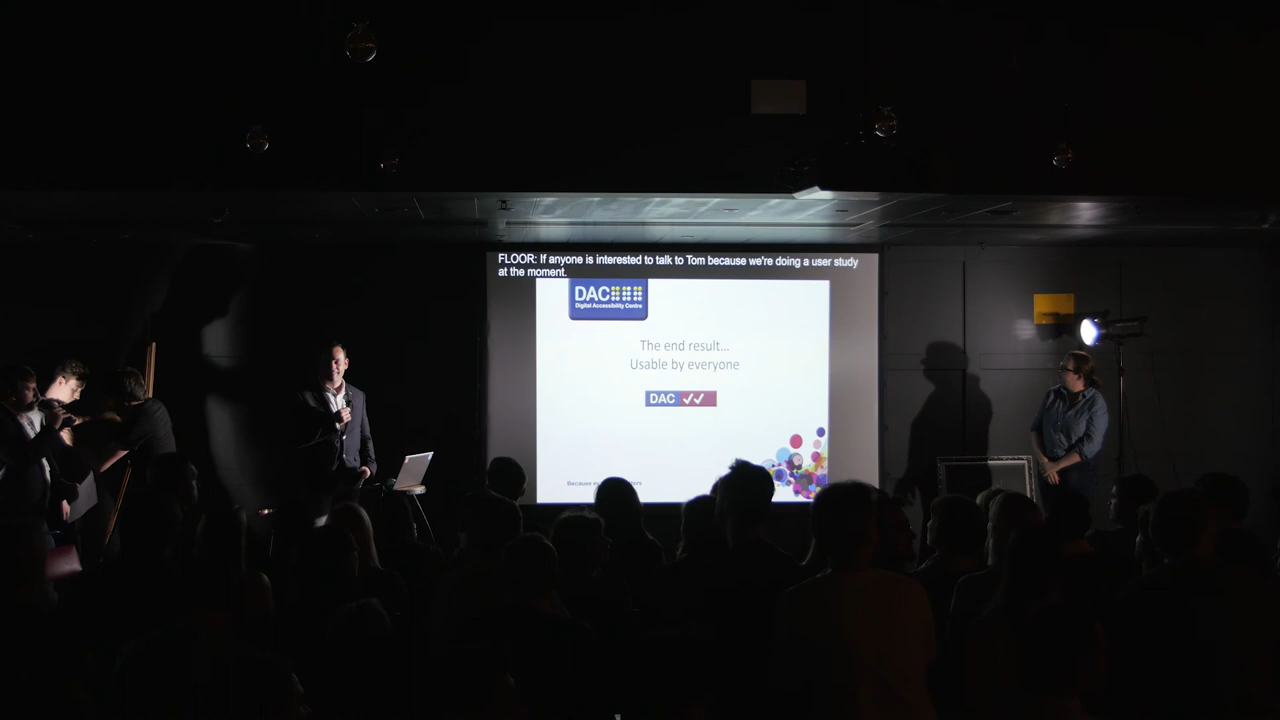 FLOOR: If anyone is interested to talk to Tom because we're doing a user study
at the moment.
DAC
Digital Accessibility Centre
The end result...
Usable by everyone
DAC
Because